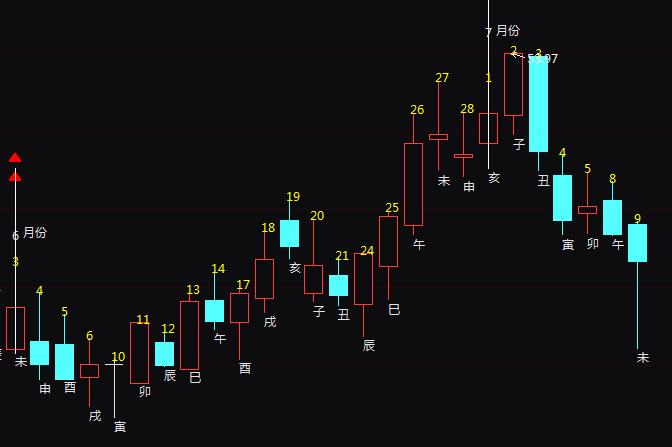 7 月份
2
3
53.97
27
26
28
1
4
5
8
9
子
丑
未
申
亥
19
25
20
18
6 月份
3
午
寅
卯
午
21
24
14
亥
17
13
4
5
巳
子
丑
戌
11
12
午
辰
未
6
10
未
酉
辰
巳
申
酉
卯
戌
寅